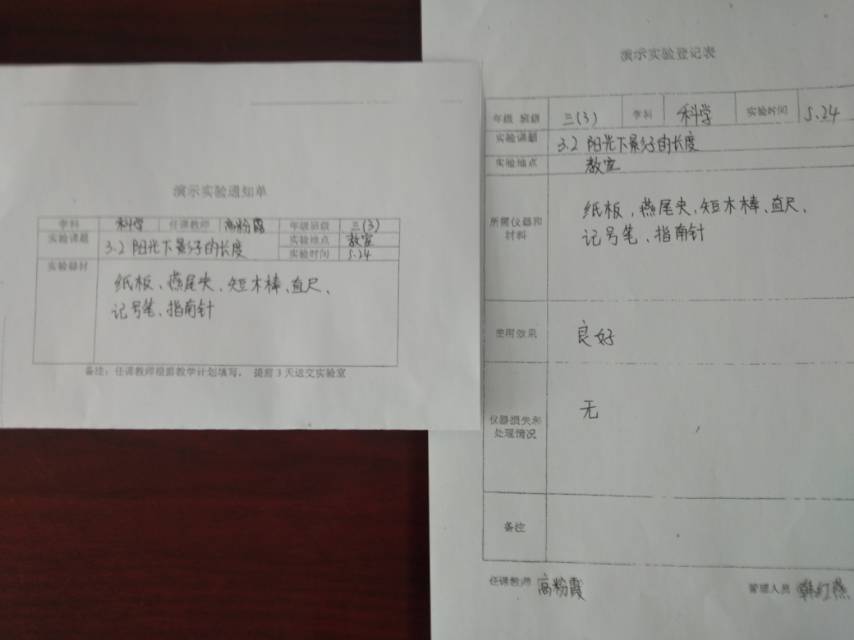 演示实验通知单
学科 科学 任课教师 高粉霞 年级班级 三(3)
实验课题 3.2 阳光下影子的长度 实验地点 教室
实验时间 5.24
实验器材 纸板、燕尾夹、短木棒、直尺、
记号笔、指南针
备注:任课教师根据教学计划填写, 提前3天送交实验室
演示实验登记表
年级 班级 三(3) 学科 科学 实验时间 5.24
实验课题 3.2 阳光下影子的长度
实验地点 教室
所需仪器和
材料
纸板、燕尾夹、短木棒、直尺、
记号笔、指南针
使用效果 良好
仪器损失和
处理情况
无
备注
任课教师 高粉霞 管理人员 韩红燕